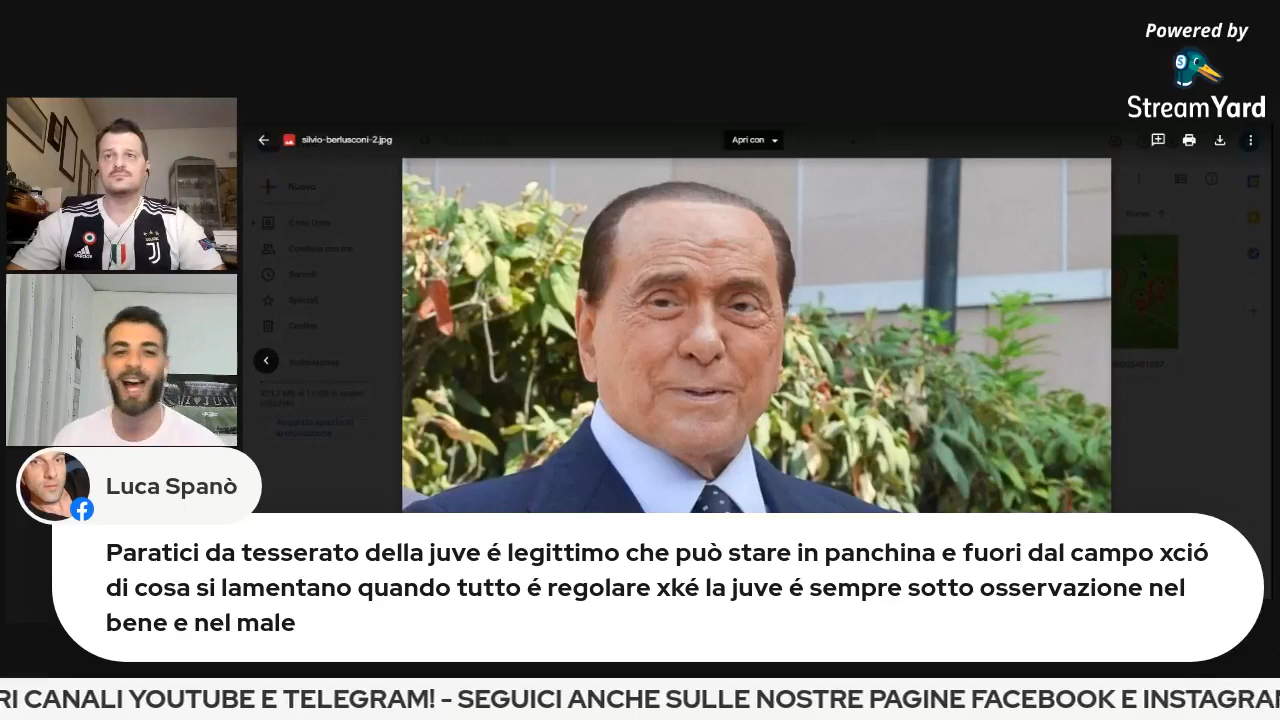 Powered by
StreamYard
silvio-berlusconi-2.jpg
Apri con
Nuovo
Luca Spanò
Paratici da tesserato della juve é legittimo che può stare in panchina e fuori dal campo xció
di cosa si lamentano quando tutto é regolare xké la juve é sempre sotto osservazione nel
bene e nel male
RI CANALI YOUTUBE E TELEGRAM! - SEGUICI ANCHE SULLE NOSTRE PAGINE FACEBOOK E INSTAGRA